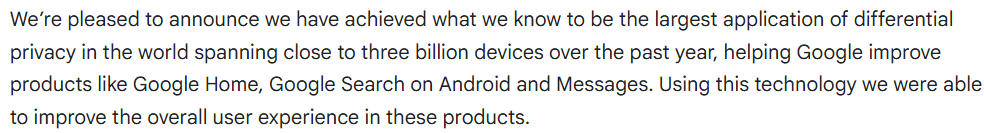 We’re pleased to announce we have achieved what we know to be the largest application of differential
privacy in the world spanning close to three billion devices over the past year, helping Google improve
products like Google Home, Google Search on Android and Messages. Using this technology we were able
to improve the overall user experience in these products.